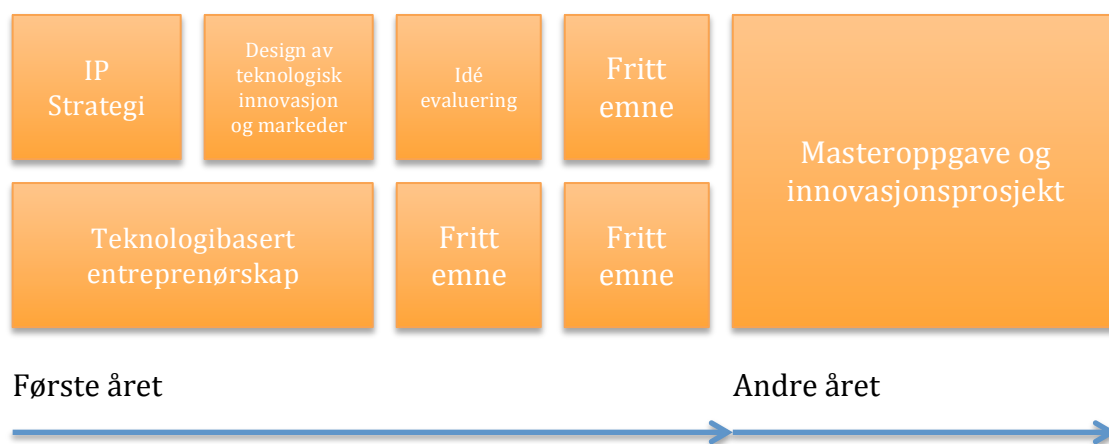 IP
Strategi
Design av
teknologisk
innovasjon
og markeder
Idé
evaluering
Fritt
emne
Masteroppgave og
innovasjonsprosjekt
Teknologibasert
entreprenørskap
Fritt
emne
Fritt
emne
Første året
Andre året